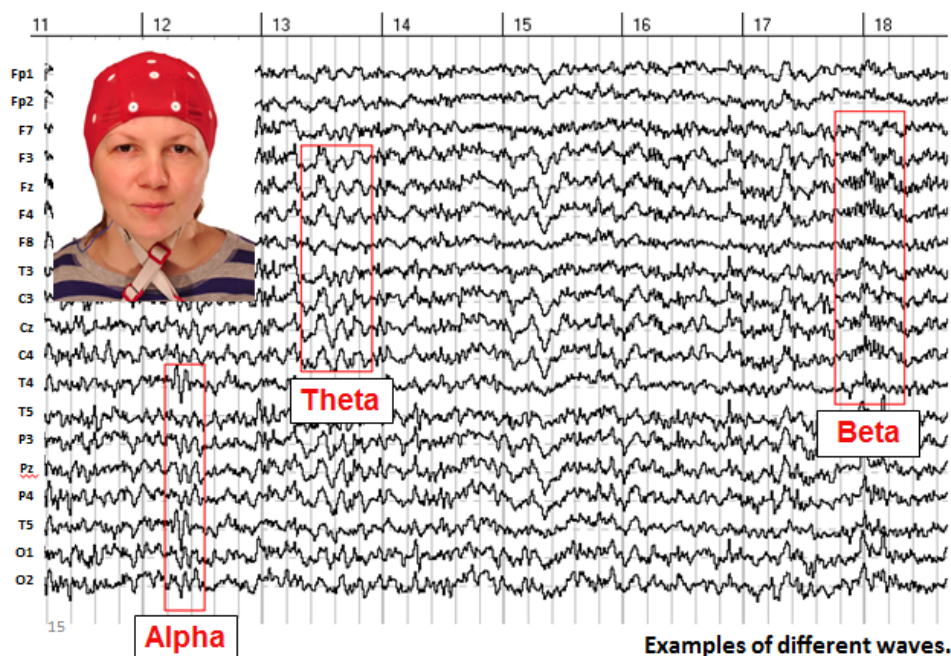 11 12 13 14 15 16 17 18
Fp1
Fp2
F7
F3
Fz
F4
F8
T3
C3
Cz
C4
T4
T5
P3
Pz
P4
T5
O1
O2
Theta
Beta
15
Alpha
Examples of different waves.